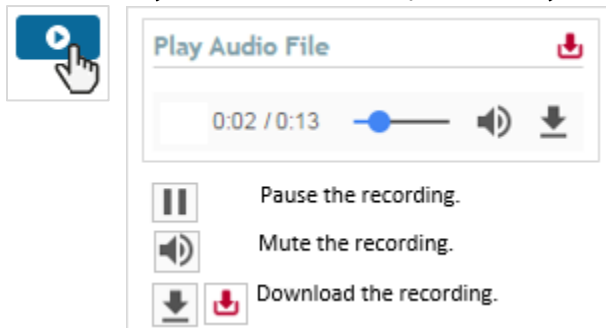 Play Audio File
0:02 / 0:13
Pause the recording.
Mute the recording.
Download the recording.